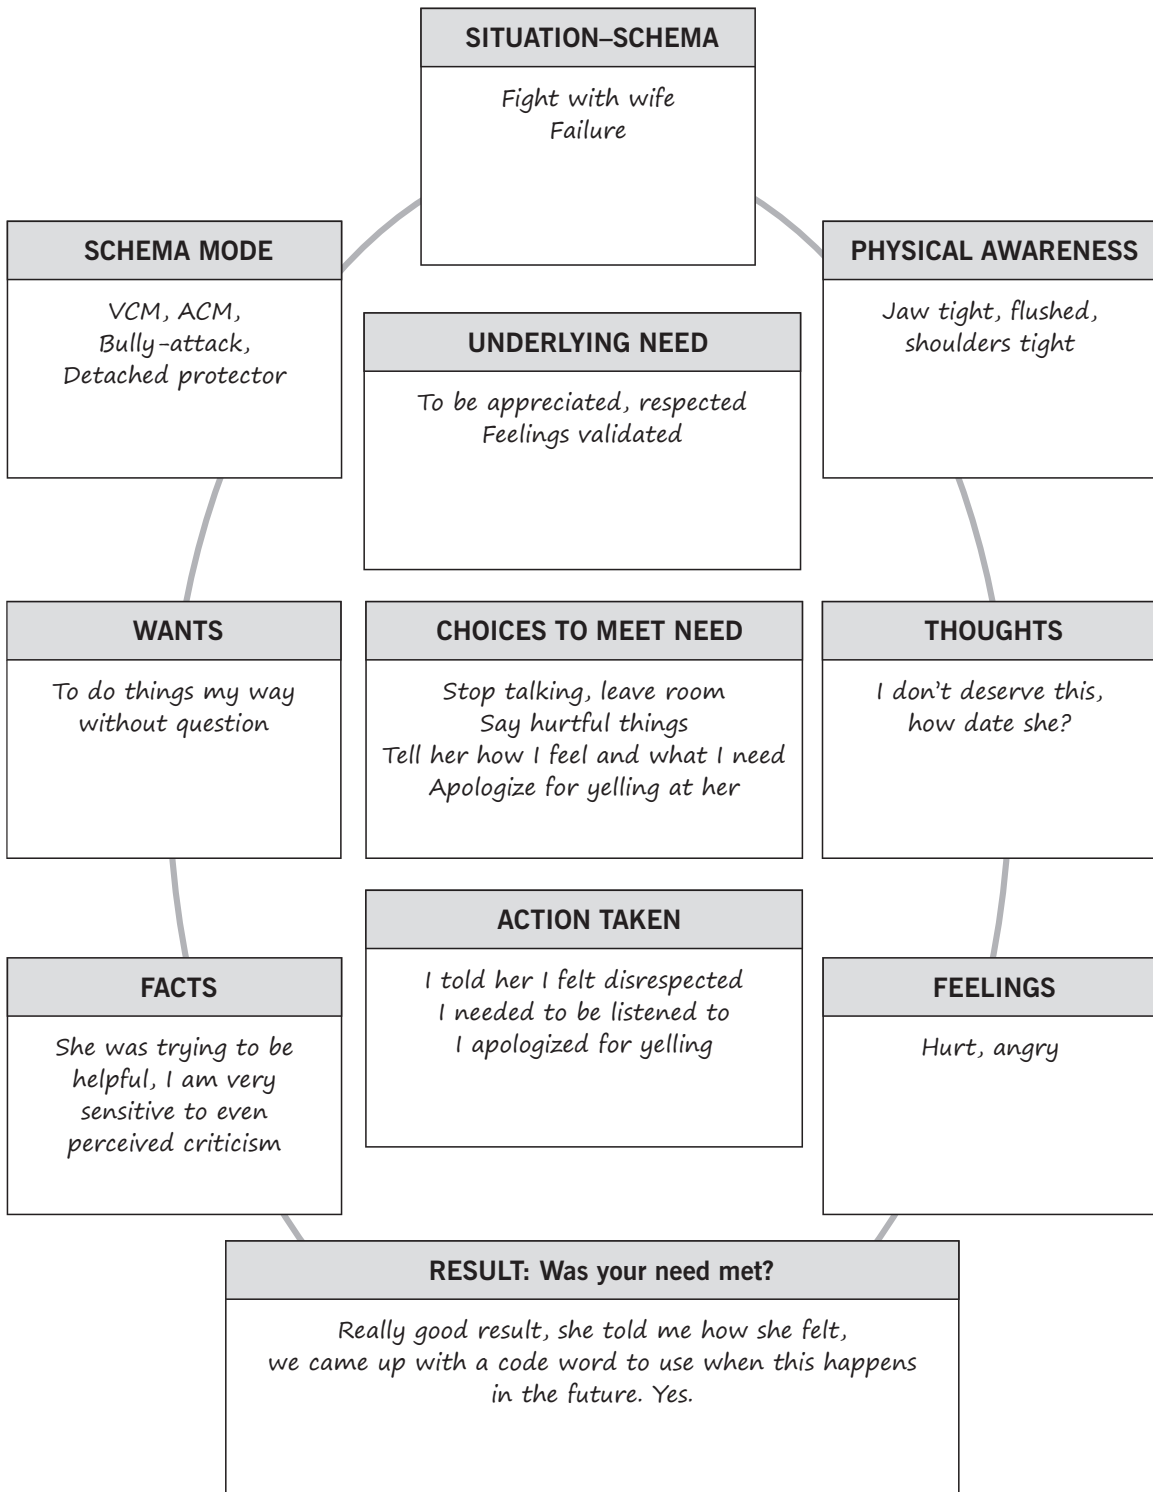 SITUATION–SCHEMA
Fight with wife
Failure
SCHEMA MODE
VCM, ACM,
Bully-attack,
Detached protector
PHYSICAL AWARENESS
Jaw tight, flushed,
shoulders tight
UNDERLYING NEED
To be appreciated, respected
Feelings validated
WANTS
To do things my way
without question
CHOICES TO MEET NEED
Stop talking, leave room
Say hurtful things
Tell her how I feel and what I need
Apologize for yelling at her
THOUGHTS
I don't deserve this,
how date she?
ACTION TAKEN
I told her I felt disrespected
I needed to be listened to
I apologized for yelling
FACTS
She was trying to be
helpful, I am very
sensitive to even
perceived criticism
FEELINGS
Hurt, angry
RESULT: Was your need met?
Really good result, she told me how she felt,
we came up with a code word to use when this happens
in the future. Yes.